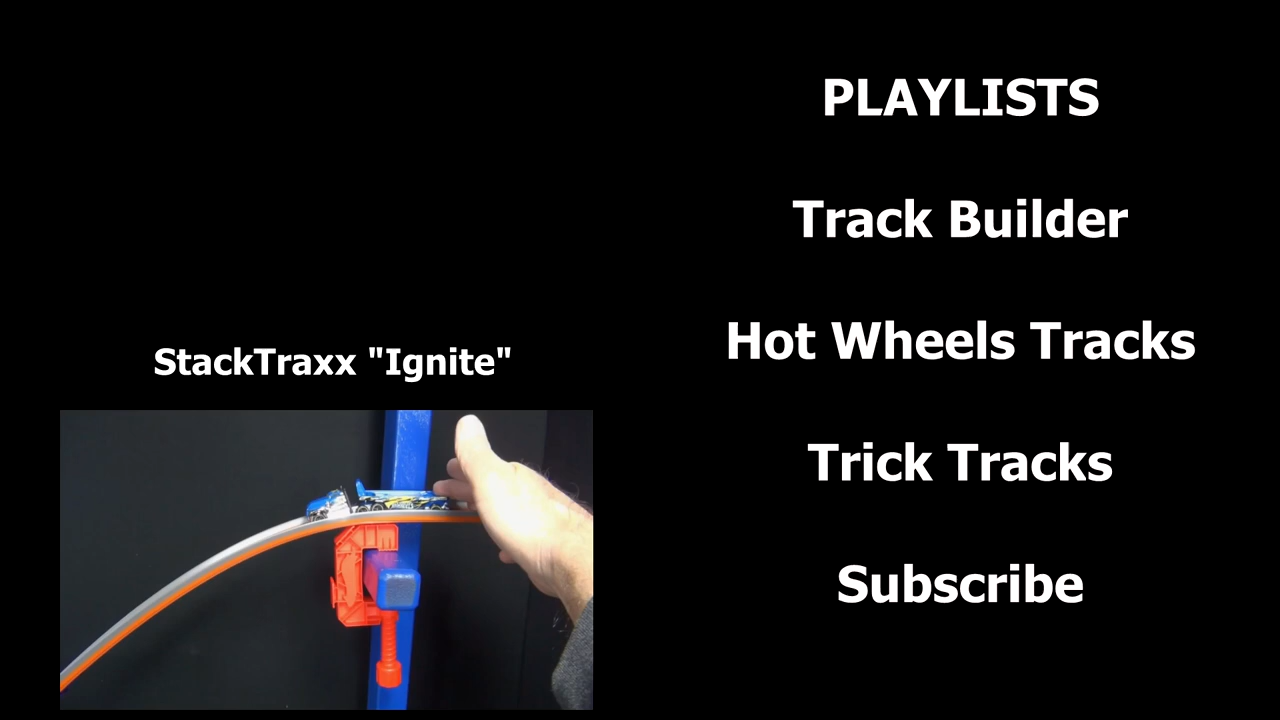 StackTraxx "Ignite"
PLAYLISTS
Track Builder
Hot Wheels Tracks
Trick Tracks
Subscribe